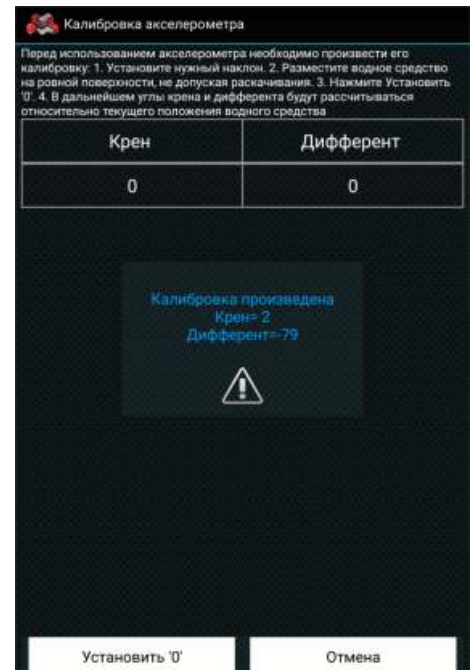 Калибровка акселерометра
Перед использованием акселерометра необходимо произвести его
калибровку: 1. Установите нужный наклон. 2. Разместите водное средство
на ровной поверхности, не допуская раскачивания. 3. Нажмите Установить
'0'. 4. В дальнейшем углы крена и дифферента будут рассчитываться
относительно текущего положения водного средства
Крен Дифферент
0 0
Калибровка произведена
Крен= 2
Дифферент=-79
Установить '0' Отмена